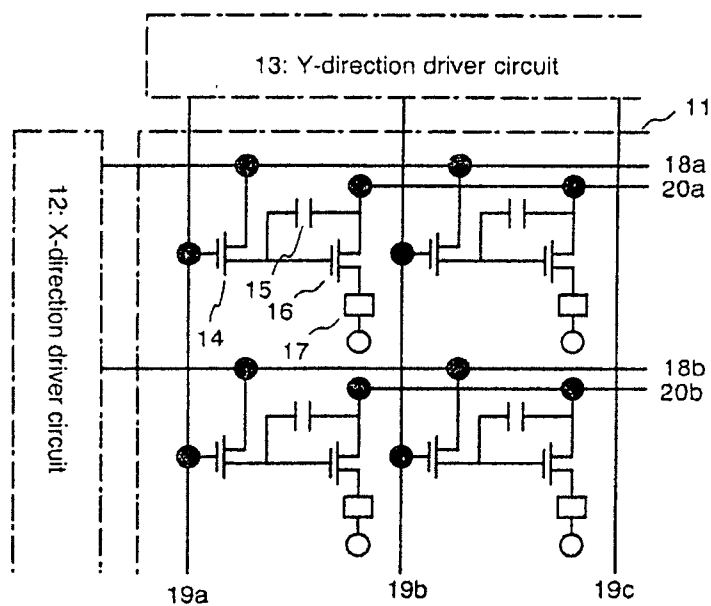 13: Y-direction driver circuit
11
12: X-direction driver circuit
18a
20a
14
15
16
17
18b
20b
19a
19b
19c